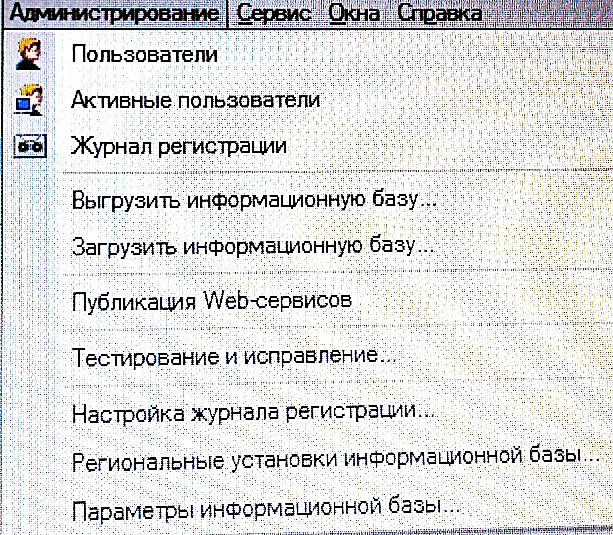 Администрирование Сервис Окна Справка
Пользователи
Активные пользователи
Журнал регистрации
Выгрузить информационную базу...
Загрузить информационную базу...
Публикация Web-сервисов
Тестирование и исправление...
Настройка журнала регистрации...
Региональные установки информационной базы...
Параметры информационной базы...